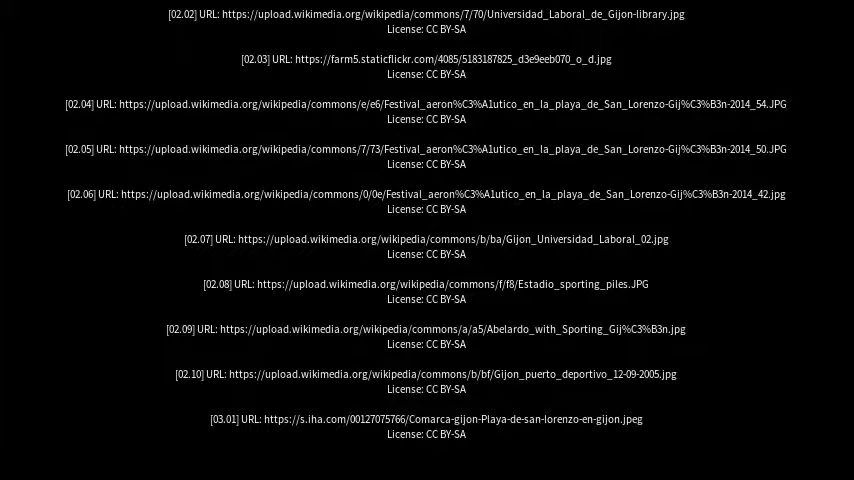 [02.02] URL: https://upload.wikimedia.org/wikipedia/commons/7/70/Universidad_Laboral_de_Gijon-library.jpg
License: CC BY-SA
[02.03] URL: https://farm5.staticflickr.com/4085/5183187825_d3e9eeb070_o_d.jpg
License: CC BY-SA
[02.04] URL: https://upload.wikimedia.org/wikipedia/commons/e/e6/Festival_aeron%C3%A1utico_en_la_playa_de_San_Lorenzo-Gij%C3%B3n-2014_54.JPG
License: CC BY-SA
[02.05] URL: https://upload.wikimedia.org/wikipedia/commons/7/73/Festival_aeron%C3%A1utico_en_la_playa_de_San_Lorenzo-Gij%C3%B3n-2014_50.JPG
License: CC BY-SA
[02.06] URL: https://upload.wikimedia.org/wikipedia/commons/0/0e/Festival_aeron%C3%A1utico_en_la_playa_de_San_Lorenzo-Gij%C3%B3n-2014_42.jpg
License: CC BY-SA
[02.07] URL: https://upload.wikimedia.org/wikipedia/commons/b/ba/Gijon_Universidad_Laboral_02.jpg
License: CC BY-SA
[02.08] URL: https://upload.wikimedia.org/wikipedia/commons/f/f8/Estadio_sporting_piles.JPG
License: CC BY-SA
[02.09] URL: https://upload.wikimedia.org/wikipedia/commons/a/a5/Abelardo_with_Sporting_Gij%C3%B3n.jpg
License: CC BY-SA
[02.10] URL: https://upload.wikimedia.org/wikipedia/commons/b/bf/Gijon_puerto_deportivo_12-09-2005.jpg
License: CC BY-SA
[03.01] URL: https://s.iha.com/00127075766/Comarca-gijon-Playa-de-san-lorenzo-en-gijon.jpeg
License: CC BY-SA